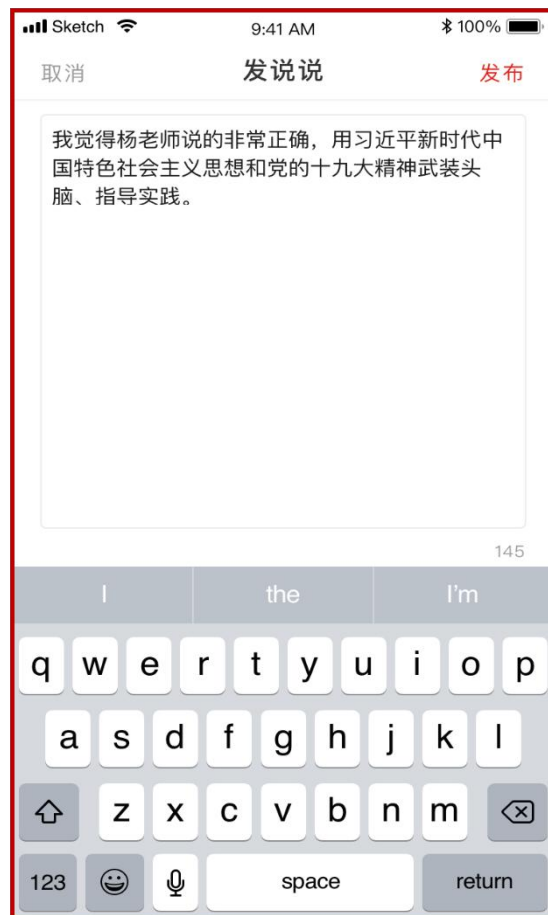 Sketch 9:41 AM 100%
取消 发说说 发布
我觉得杨老师说的非常正确，用习近平新时代中
国特色社会主义思想和党的十九大精神武装头
脑、指导实践。
145
I the I'm
q w e r t y u i o p
a s d f g h j k l
z x c v b n m
123 space return